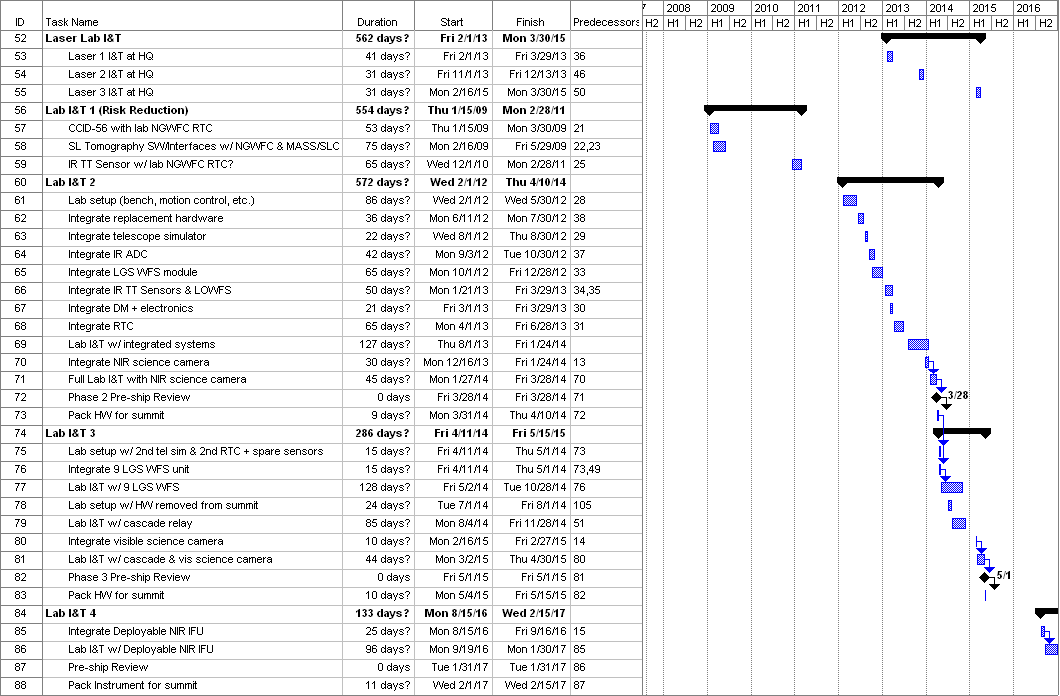 7 2008 2009 2010 2011 2012 2013 2014 2015 2016
ID Task Name Duration Start Finish Predecessors H2 H1 H2 H1 H2 H1 H2 H1 H2 H1 H2 H1 H2 H1 H2 H1 H2 H1 H2
52 Laser Lab I&T 562 days? Fri 2/1/13 Mon 3/30/15
53 Laser 1 I&T at HQ 41 days? Fri 2/1/13 Fri 3/29/13 36
54 Laser 2 I&T at HQ 31 days? Fri 11/1/13 Fri 12/13/13 46
55 Laser 3 I&T at HQ 31 days? Mon 2/16/15 Mon 3/30/15 50
56 Lab I&T 1 (Risk Reduction) 554 days? Thu 1/15/09 Mon 2/28/11
57 CCID-56 with lab NGWFC RTC 53 days? Thu 1/15/09 Mon 3/30/09 21
58 SL Tomography SW/Interfaces w/ NGWFC & MASS/SLC 75 days? Mon 2/16/09 Fri 5/29/09 22,23
59 IR TT Sensor w/ lab NGWFC RTC? 65 days? Wed 12/1/10 Mon 2/28/11 25
60 Lab I&T 2 572 days? Wed 2/1/12 Thu 4/10/14
61 Lab setup (bench, motion control, etc.) 86 days? Wed 2/1/12 Wed 5/30/12 28
62 Integrate replacement hardware 36 days? Mon 6/11/12 Mon 7/30/12 38
63 Integrate telescope simulator 22 days? Wed 8/1/12 Thu 8/30/12 29
64 Integrate IR ADC 42 days? Mon 9/3/12 Tue 10/30/12 37
65 Integrate LGS WFS module 65 days? Mon 10/1/12 Fri 12/28/12 33
66 Integrate IR TT Sensors & LOWFS 50 days? Mon 1/21/13 Fri 3/29/13 34,35
67 Integrate DM + electronics 21 days? Fri 3/1/13 Fri 3/29/13 30
68 Integrate RTC 65 days? Mon 4/1/13 Fri 6/28/13 31
69 Lab I&T w/ integrated systems 127 days? Thu 8/1/13 Fri 1/24/14
70 Integrate NIR science camera 30 days? Mon 12/16/13 Fri 1/24/14 13
71 Full Lab I&T with NIR science camera 45 days? Mon 1/27/14 Fri 3/28/14 70
72 Phase 2 Pre-ship Review 0 days Fri 3/28/14 Fri 3/28/14 71 3/28
73 Pack HW for summit 9 days? Mon 3/31/14 Thu 4/10/14 72
74 Lab I&T 3 286 days? Fri 4/11/14 Fri 5/15/15
75 Lab setup w/ 2nd tel sim & 2nd RTC + spare sensors 15 days? Fri 4/11/14 Thu 5/1/14 73
76 Integrate 9 LGS WFS unit 15 days? Fri 4/11/14 Thu 5/1/14 73,49
77 Lab I&T w/ 9 LGS WFS 128 days? Fri 5/2/14 Tue 10/28/14 76
78 Lab setup w/ HW removed from summit 24 days? Tue 7/1/14 Fri 8/1/14 105
79 Lab I&T w/ cascade relay 85 days? Mon 8/4/14 Fri 11/28/14 51
80 Integrate visible science camera 10 days? Mon 2/16/15 Fri 2/27/15 14
81 Lab I&T w/ cascade & vis science camera 44 days? Mon 3/2/15 Thu 4/30/15 80
82 Phase 3 Pre-ship Review 0 days Fri 5/1/15 Fri 5/1/15 81 5/1
83 Pack HW for summit 10 days? Mon 5/4/15 Fri 5/15/15 82
84 Lab I&T 4 133 days? Mon 8/15/16 Wed 2/15/17
85 Integrate Deployable NIR IFU 25 days? Mon 8/15/16 Fri 9/16/16 15
86 Lab I&T w/ Deployable NIR IFU 96 days? Mon 9/19/16 Mon 1/30/17 85
87 Pre-ship Review 0 days Tue 1/31/17 Tue 1/31/17 86
88 Pack Instrument for summit 11 days? Wed 2/1/17 Wed 2/15/17 87